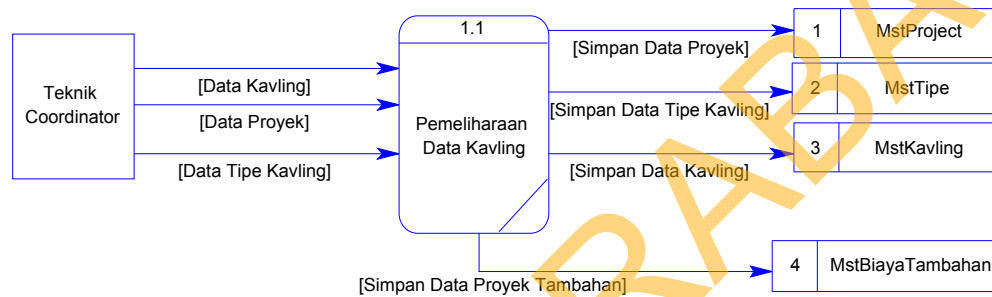 1.1
1 MstProject
[Simpan Data Proyek]
Teknik
Coordinator
[Data Kavling]
2 MstTipe
[Simpan Data Tipe Kavling]
[Data Proyek]
Pemeliharaan
Data Kavling
3 MstKavling
[Data Tipe Kavling]
[Simpan Data Kavling]
4 MstBiayaTambahan
[Simpan Data Proyek Tambahan]
RABA